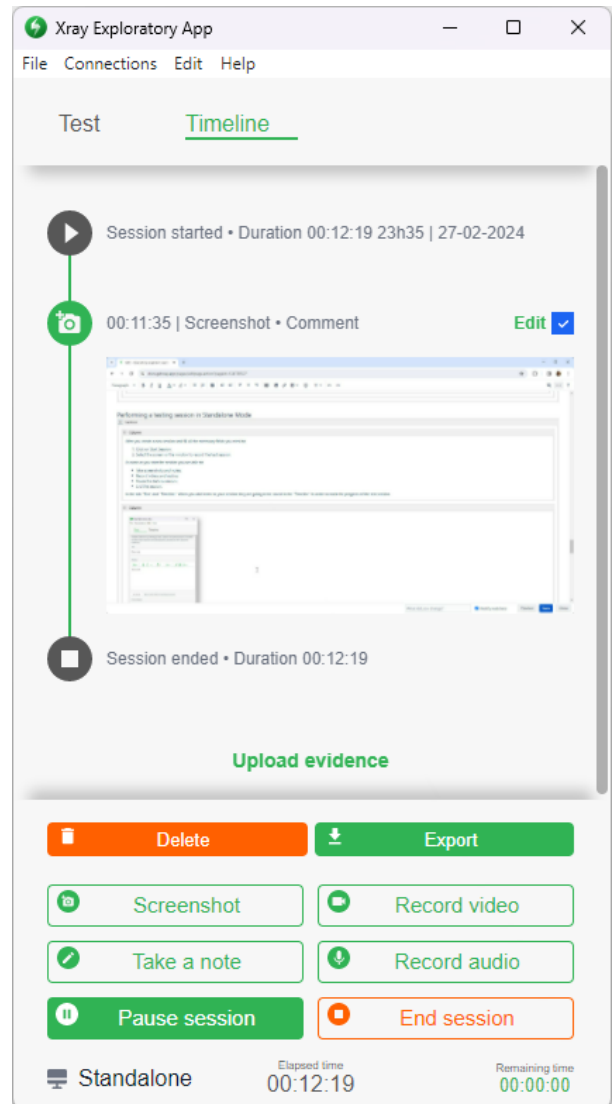 Xray Exploratory App
File Connections Edit Help
Test Timeline
Session started • Duration 00:12:19 23h35 | 27-02-2024
00:11:35 | Screenshot • Comment Edit
Performing a testing session in Standalone Mode
Session ended • Duration 00:12:19
Upload evidence
Delete Export
Screenshot Record video
Take a note Record audio
Pause session End session
Standalone
Elapsed time
00:12:19
Remaining time
00:00:00